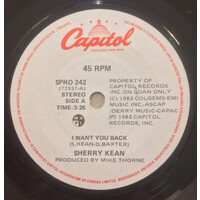 Capitol
45 RPM
SPRO 242
(72937-A)
STEREO
SIDE A
TIME: 3:25
PROPERTY OF
CAPITOL RECORDS
INC. ON LOAN ONLY
(C) 1983 COLGEMS-EMI
MUSIC INC-ASCAP
/DERRY MUSIC CAPAC
(P) 1983 CAPITOL
RECORDS, INC.
I WANT YOU BACK
(S.KEAN-D.BAXTER)
SHERRY KEAN
PRODUCED BY MIKE THORNE